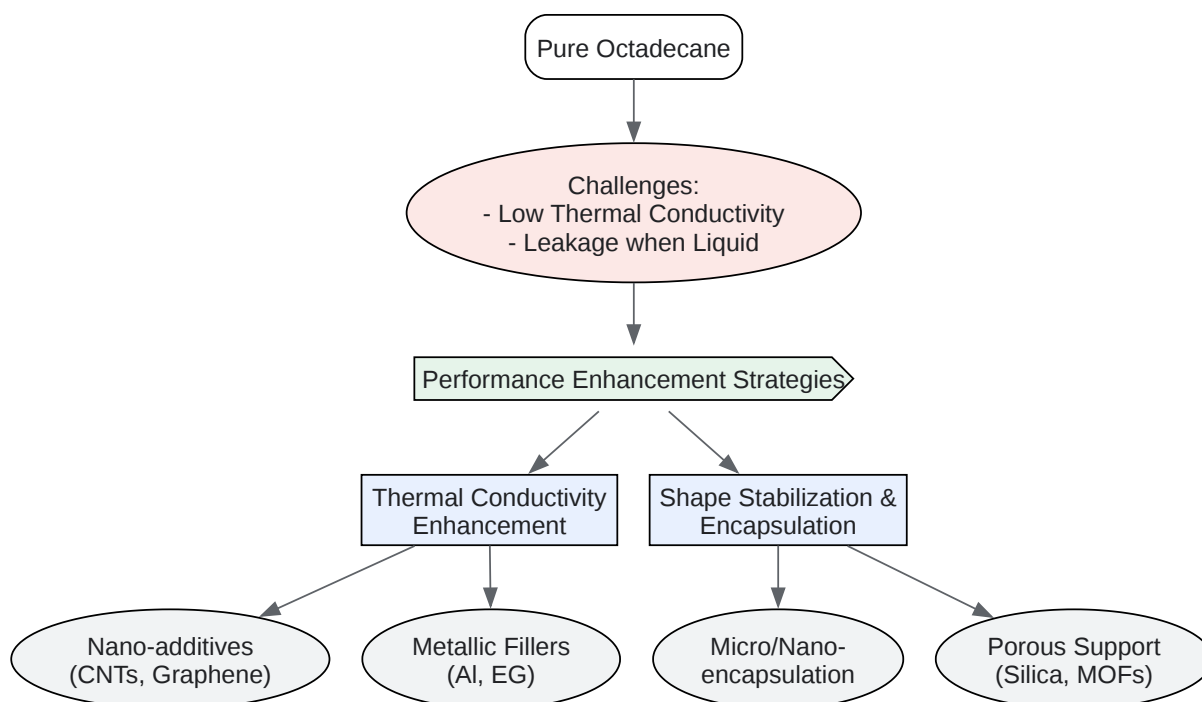 Pure Octadecane
Challenges:
- Low Thermal Conductivity
- Leakage when Liquid
Performance Enhancement Strategies
Thermal Conductivity
Enhancement
Shape Stabilization &
Encapsulation
Nano-additives
(CNTs, Graphene)
Metallic Fillers
(Al, EG)
Micro/Nano-
encapsulation
Porous Support
(Silica, MOFs)